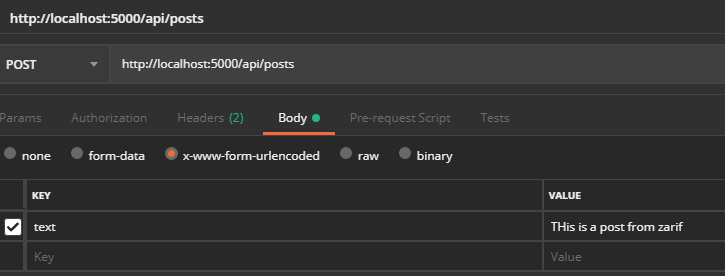 http://localhost:5000/api/posts
POST http://localhost:5000/api/posts
Params Authorization Headers (2) Body Pre-request Script Tests
none form-data x-www-form-urlencoded raw binary
KEY VALUE
text THis is a post from zarif
Key Value